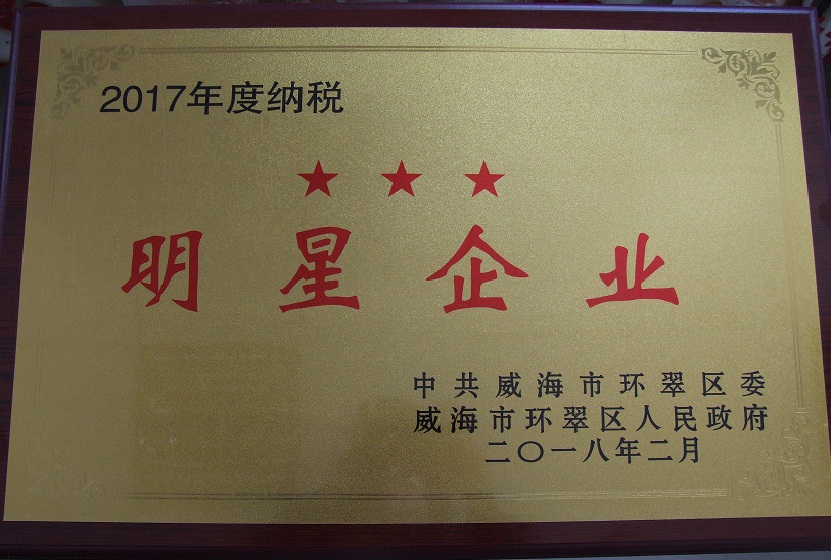 2017年度纳税
★ ★ ★
明星企业
中共威海市环翠区委
威海市环翠区人民政府
二〇一八年二月